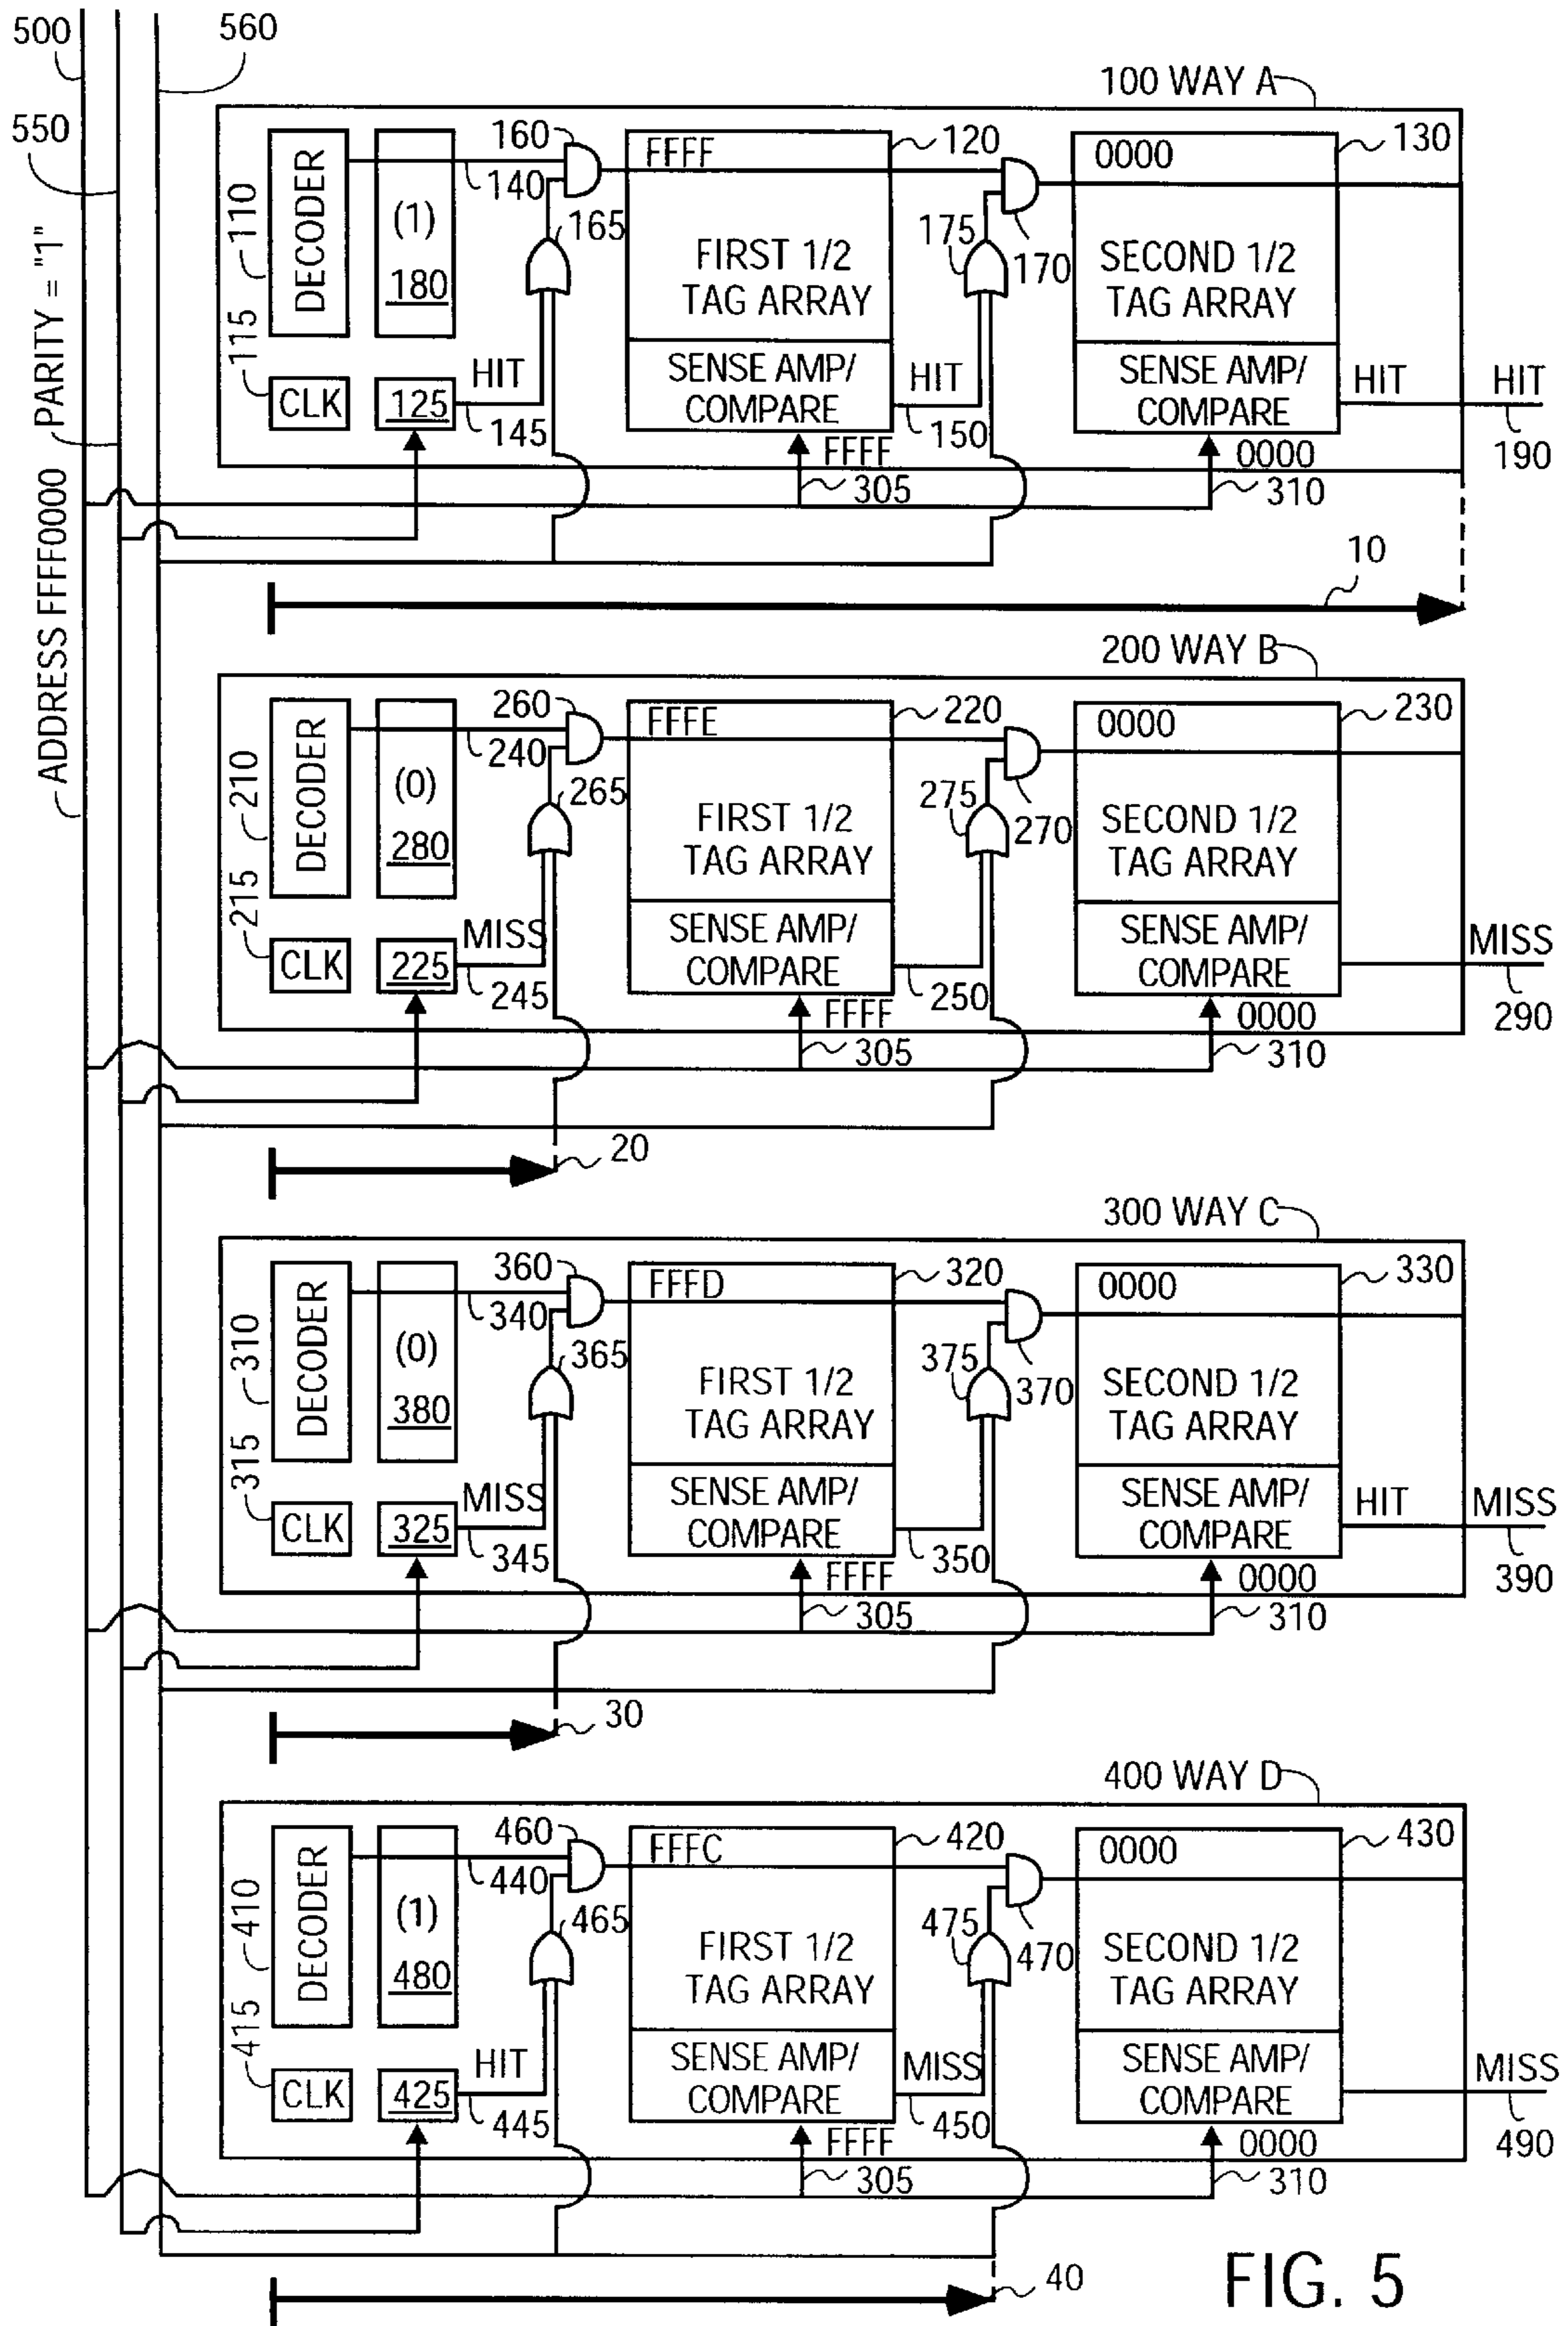 500
560
550
PARITY = "1"
ADDRESS FFFF0000
100 WAY A
110
115
DECODER
(1)
180
160
140
165
FFFF
120
FIRST 1/2
TAG ARRAY
175
170
0000
130
SECOND 1/2
TAG ARRAY
CLK
125
HIT
145
SENSE AMP/
COMPARE
HIT
150
SENSE AMP/
COMPARE
HIT
HIT
190
FFFF
305
0000
310
10
200 WAY B
210
215
DECODER
(0)
280
260
240
265
FFFE
220
FIRST 1/2
TAG ARRAY
275
270
0000
230
SECOND 1/2
TAG ARRAY
CLK
225
MISS
245
SENSE AMP/
COMPARE
250
SENSE AMP/
COMPARE
MISS
290
FFFF
305
0000
310
20
300 WAY C
310
315
DECODER
(0)
380
360
340
365
FFFD
320
FIRST 1/2
TAG ARRAY
375
370
0000
330
SECOND 1/2
TAG ARRAY
CLK
325
MISS
345
SENSE AMP/
COMPARE
350
SENSE AMP/
COMPARE
HIT
MISS
390
FFFF
305
0000
310
30
400 WAY D
410
415
DECODER
(1)
480
460
440
465
FFFC
420
FIRST 1/2
TAG ARRAY
475
470
0000
430
SECOND 1/2
TAG ARRAY
CLK
425
HIT
445
SENSE AMP/
COMPARE
MISS
450
SENSE AMP/
COMPARE
MISS
490
FFFF
305
0000
310
40
FIG. 5